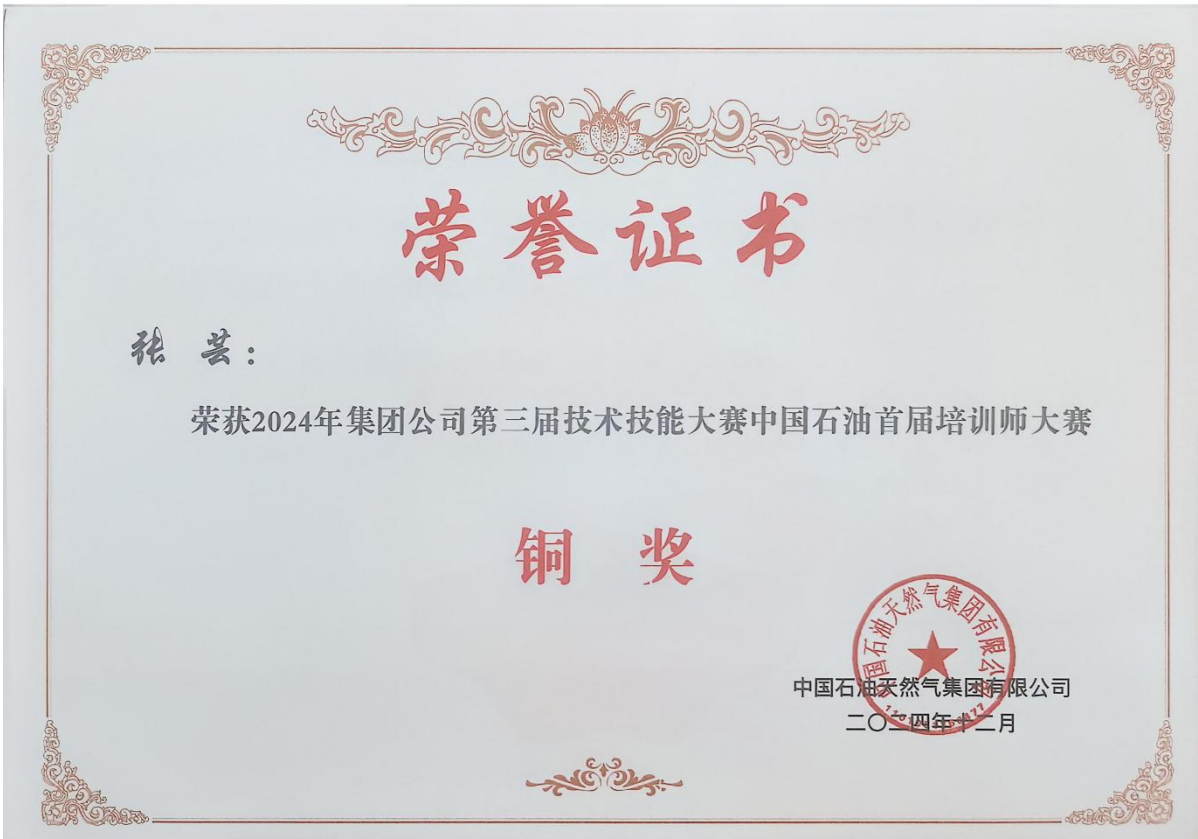 荣誉证书
张 芸：
荣获2024年集团公司第三届技术技能大赛中国石油首届培训师大赛
铜 奖
中国石油天然气集团有限公司
中国石油天然气集团有限公司
二〇二四年十二月